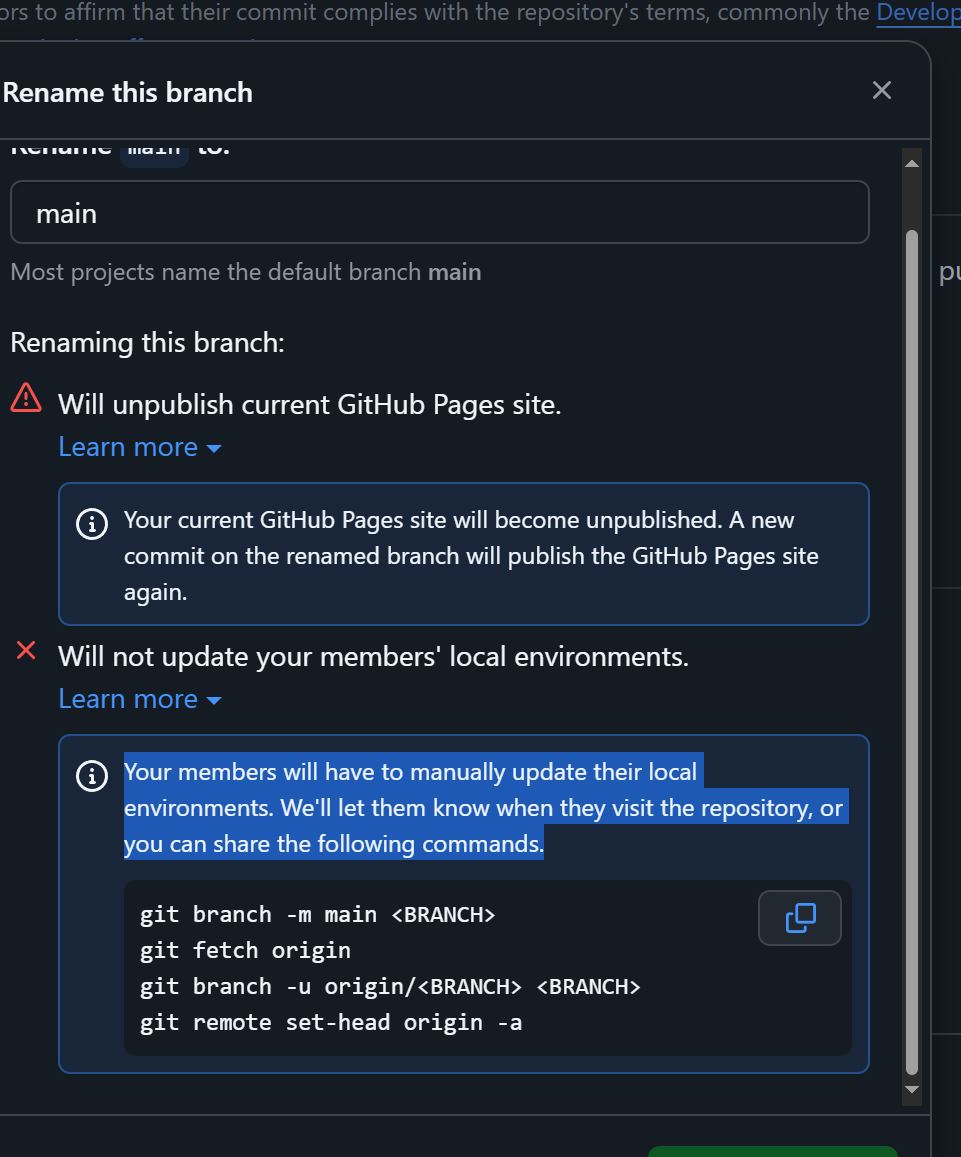 ors to affirm that their commit complies with the repository's terms, commonly the Develop
Rename this branch
Rename main to:
main
Most projects name the default branch main
pu
Renaming this branch:
Will unpublish current GitHub Pages site.
Learn more
Your current GitHub Pages site will become unpublished. A new
commit on the renamed branch will publish the GitHub Pages site
again.
Will not update your members' local environments.
Learn more
Your members will have to manually update their local
environments. We'll let them know when they visit the repository, or
you can share the following commands.
git branch -m main <BRANCH>
git fetch origin
git branch -u origin/<BRANCH> <BRANCH>
git remote set-head origin -a